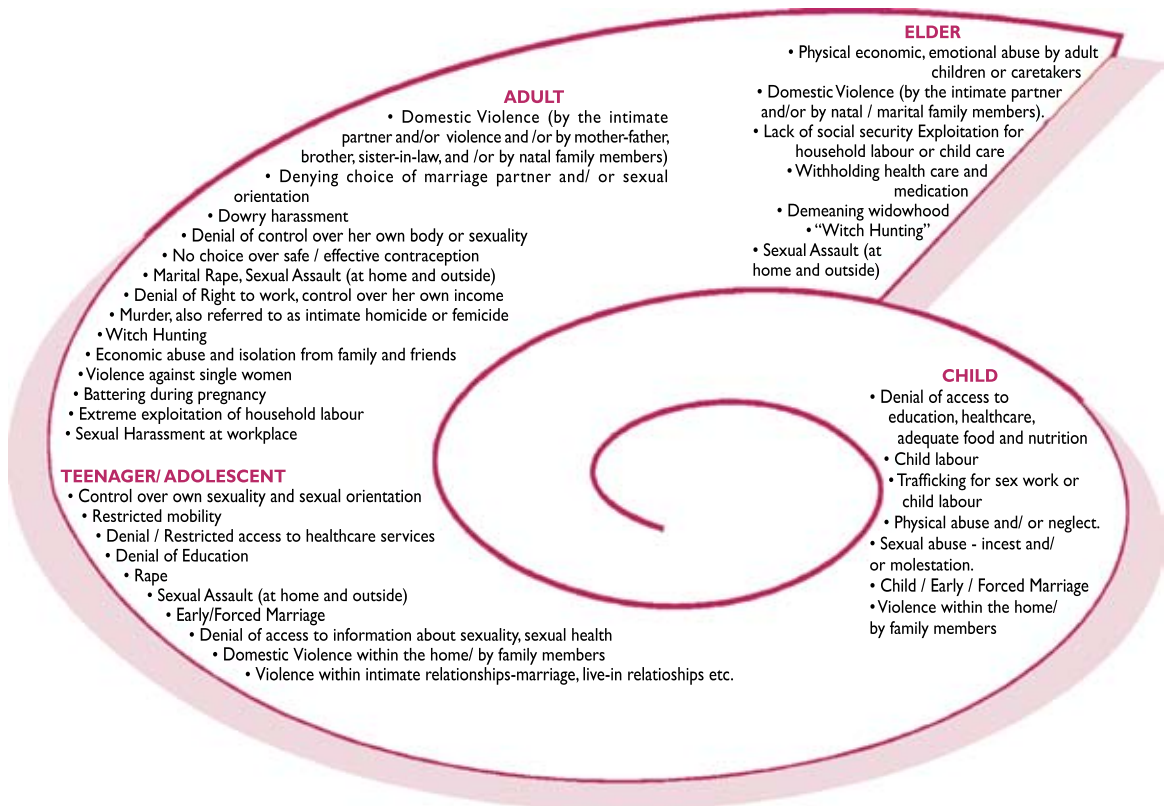 ELDER
• Physical economic, emotional abuse by adult
children or caretakers
• Domestic Violence (by the intimate partner
and/or by natal / marital family members).
• Lack of social security Exploitation for
household labour or child care
• Withholding health care and
medication
• Demeaning widowhood
• “Witch Hunting”
• Sexual Assault (at
home and outside)
ADULT
• Domestic Violence (by the intimate
partner and/or violence and /or by mother-father,
brother, sister-in-law, and /or by natal family members)
• Denying choice of marriage partner and/ or sexual
orientation
• Dowry harassment
• Denial of control over her own body or sexuality
• No choice over safe / effective contraception
• Marital Rape, Sexual Assault (at home and outside)
• Denial of Right to work, control over her own income
• Murder, also referred to as intimate homicide or femicide
• Witch Hunting
• Economic abuse and isolation from family and friends
• Violence against single women
• Battering during pregnancy
• Extreme exploitation of household labour
• Sexual Harassment at workplace
CHILD
• Denial of access to
education, healthcare,
adequate food and nutrition
• Child labour
• Trafficking for sex work or
child labour
• Physical abuse and/ or neglect.
• Sexual abuse - incest and/
or molestation.
• Child / Early / Forced Marriage
• Violence within the home/
by family members
TEENAGER/ ADOLESCENT
• Control over own sexuality and sexual orientation
• Restricted mobility
• Denial / Restricted access to healthcare services
• Denial of Education
• Rape
• Sexual Assault (at home and outside)
• Early/Forced Marriage
• Denial of access to information about sexuality, sexual health
• Domestic Violence within the home/ by family members
• Violence within intimate relationships-marriage, live-in relatioships etc.